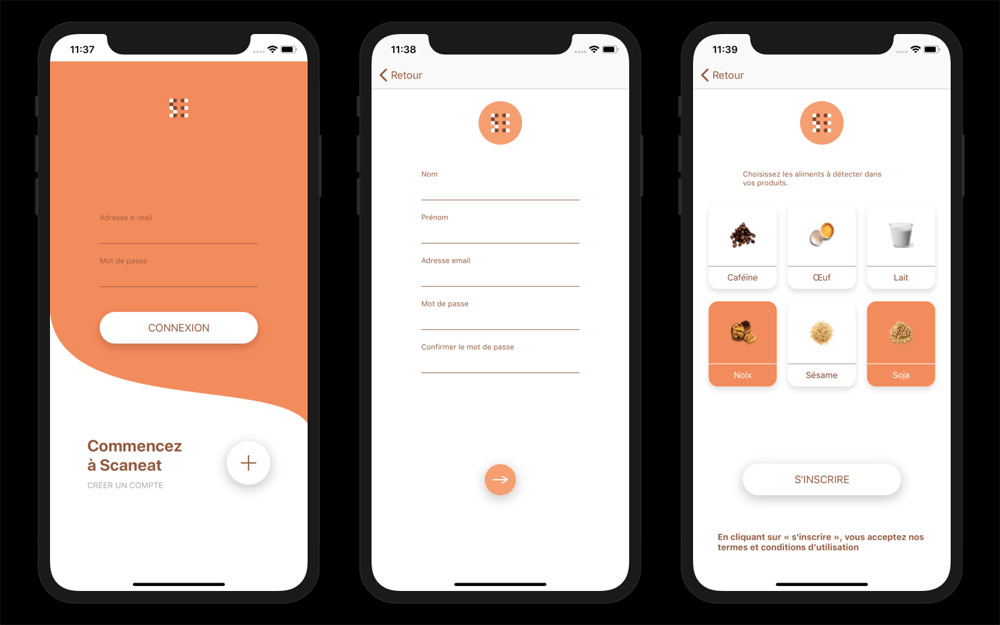 11:37
Adresse e-mail
Mot de passe
CONNEXION
Commencez
à Scaneat
CRÉER UN COMPTE
11:38
Retour
Nom
Prénom
Adresse email
Mot de passe
Confirmer le mot de passe
11:39
Retour
Choisissez les aliments à détecter dans
vos produits.
Caféine
Œuf
Lait
Noix
Sésame
Soja
S'INSCRIRE
En cliquant sur « s'inscrire », vous acceptez nos
termes et conditions d'utilisation